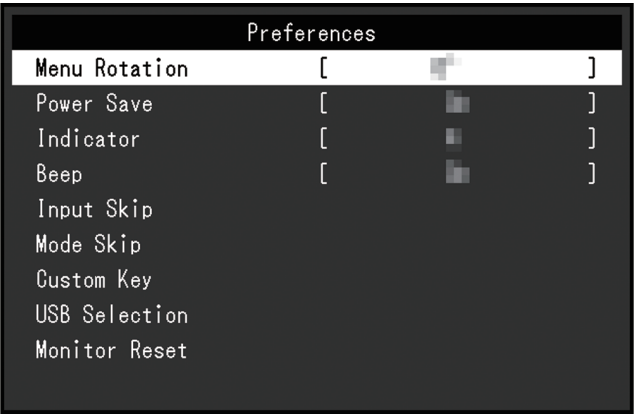 Preferences
Menu Rotation [ ]
Power Save [ ]
Indicator [ ]
Beep [ ]
Input Skip
Mode Skip
Custom Key
USB Selection
Monitor Reset